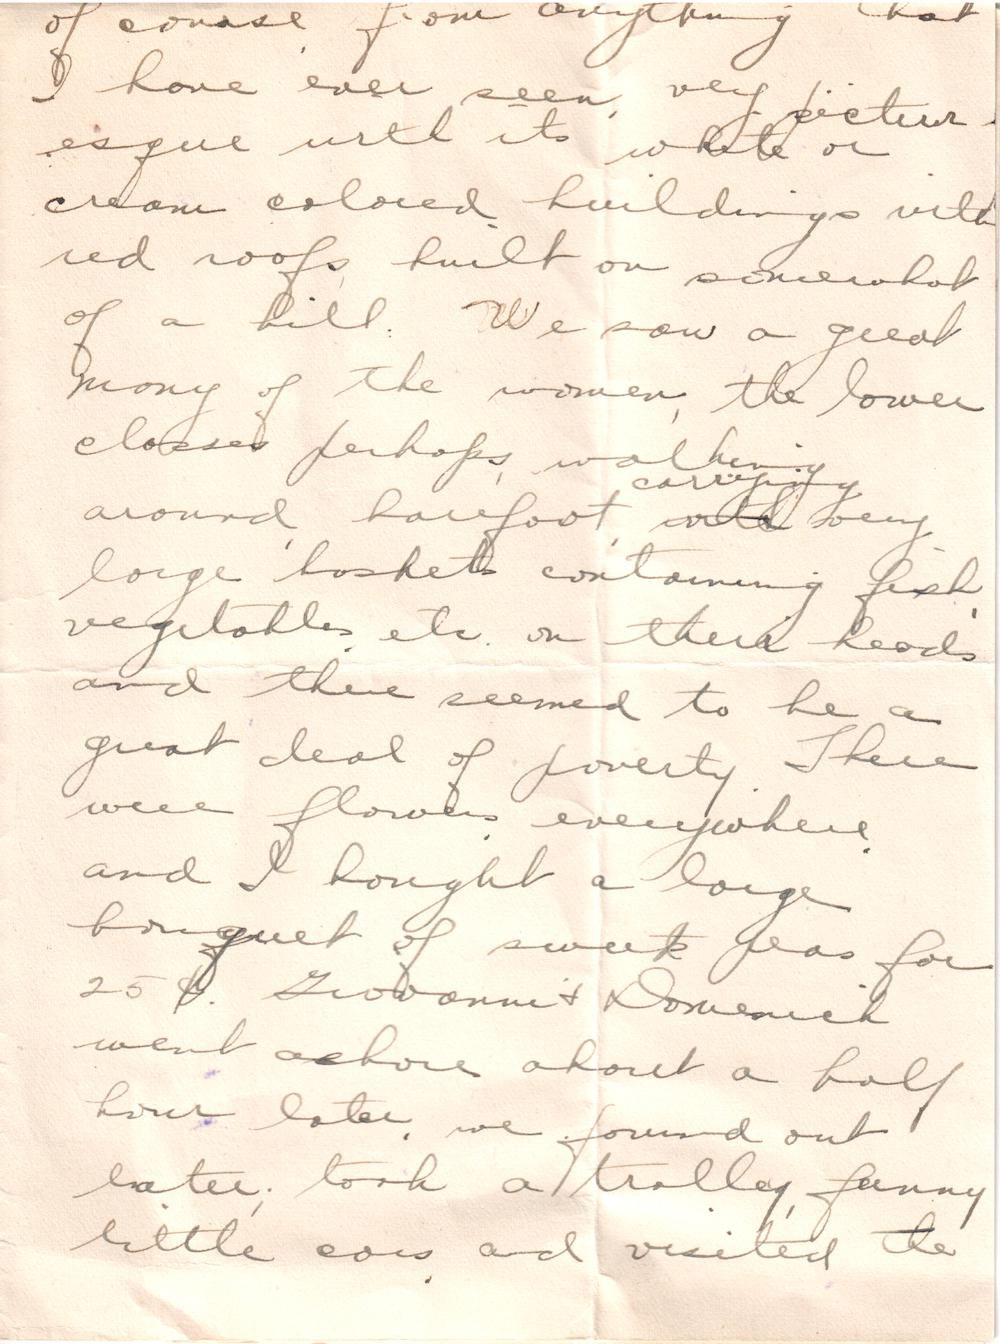 of course from anything that
I have ever seen, very pictur-
esque with its white or
cream colored buildings with
red roofs, built on somewhat
of a hill. We saw a great
many of the women, the lower
classes perhaps, walking
carrying
around, barefoot, with very
large baskets containing fish,
vegetables, etc. on their heads
and there seemed to be a
great deal of poverty. There
were flowers everywhere
and I bought a large
bouquet of sweet peas for
25¢. Giovanni & Domenick
went ashore about a half
hour later, we found out
later, took a trolley, funny
little cars and visited the